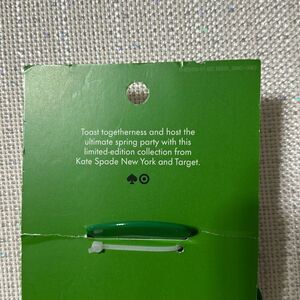 Toast togetherness and host the
ultimate spring party with this
limited-edition collection from
Kate Spade New York and Target.